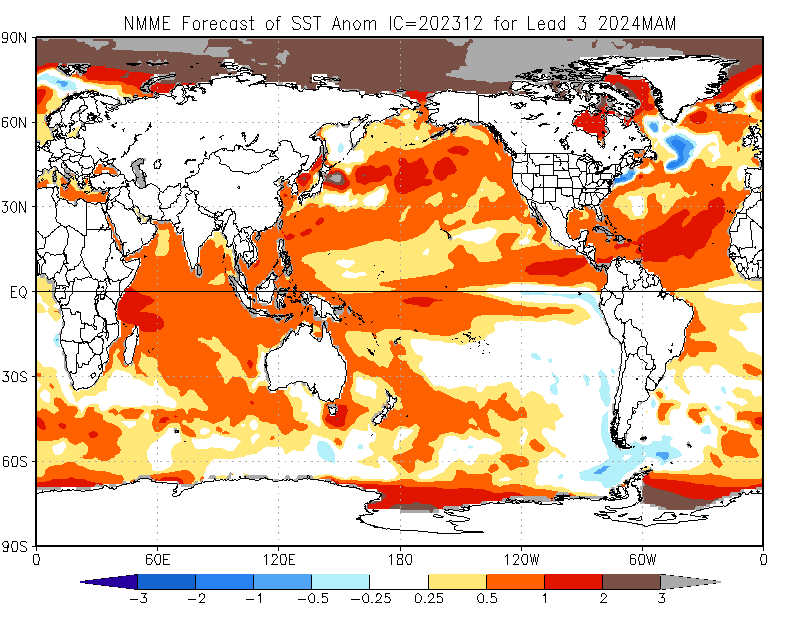 NMME Forecast of SST Anom IC=202312 for Lead 3 2024MAM
90N
60N
30N
EQ
30S
60S
90S
0 60E 120E 180 120W 60W 0
-3 -2 -1 -0.5 -0.25 0.25 0.5 1 2 3